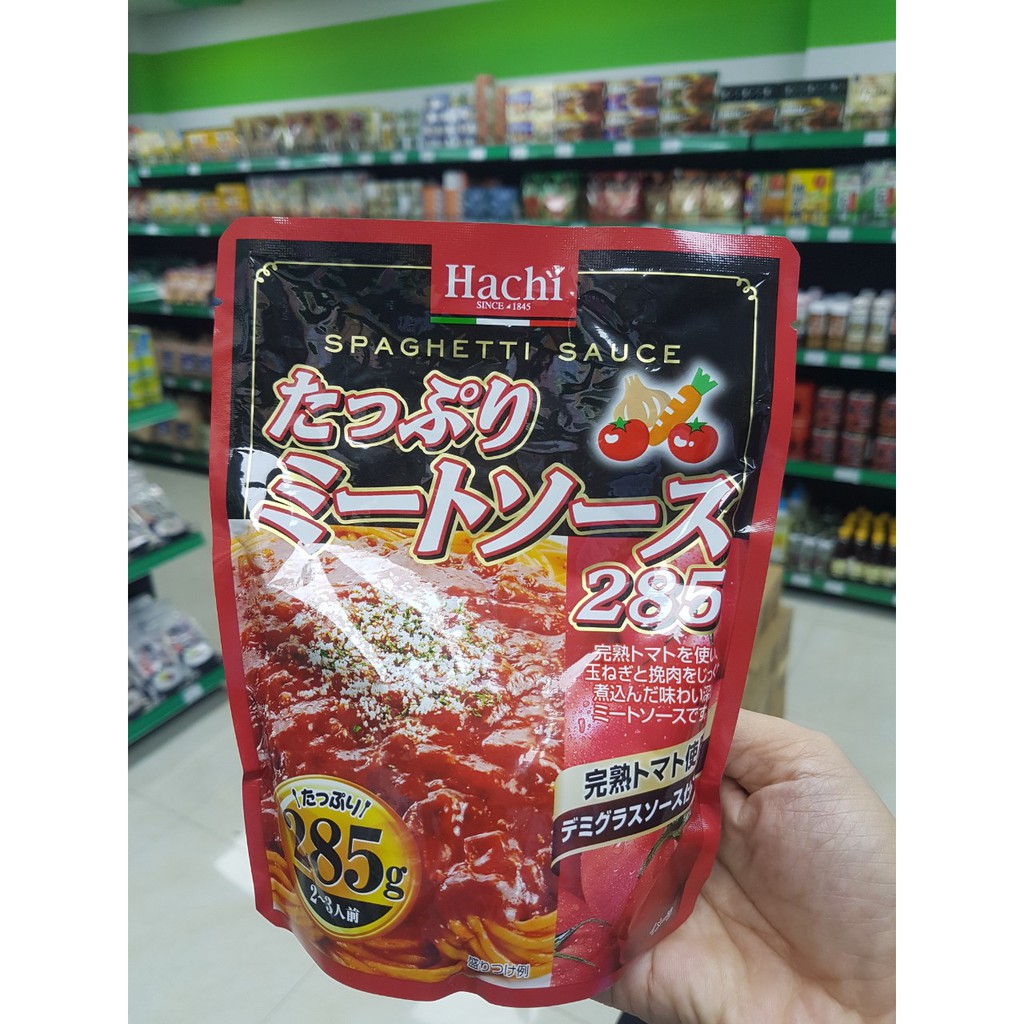 Hachi
SINCE 1845
SPAGHETTI SAUCE
たっぷり
ミートソース
285
完熟トマトを使い
玉ねぎと挽肉をじっく
煮込んだ味わい深
ミートソースです
完熟トマト使用
デミグラスソース
たっぷり
285g
2~3人前
盛りつけ例